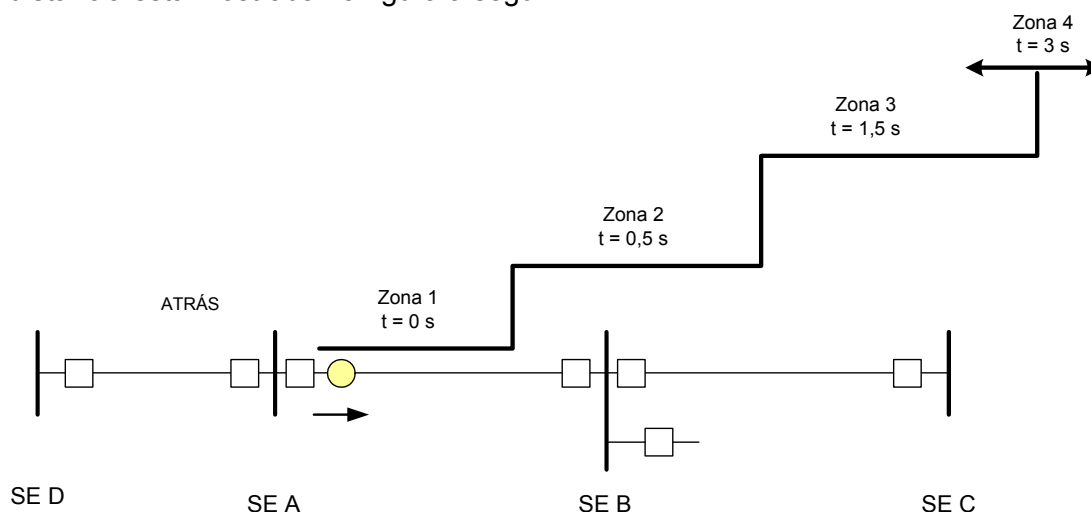 Zona 4
t = 3 s
Zona 3
t = 1,5 s
Zona 2
t = 0,5 s
ATRÁS
Zona 1
t = 0 s
SE D
SE A
SE B
SE C